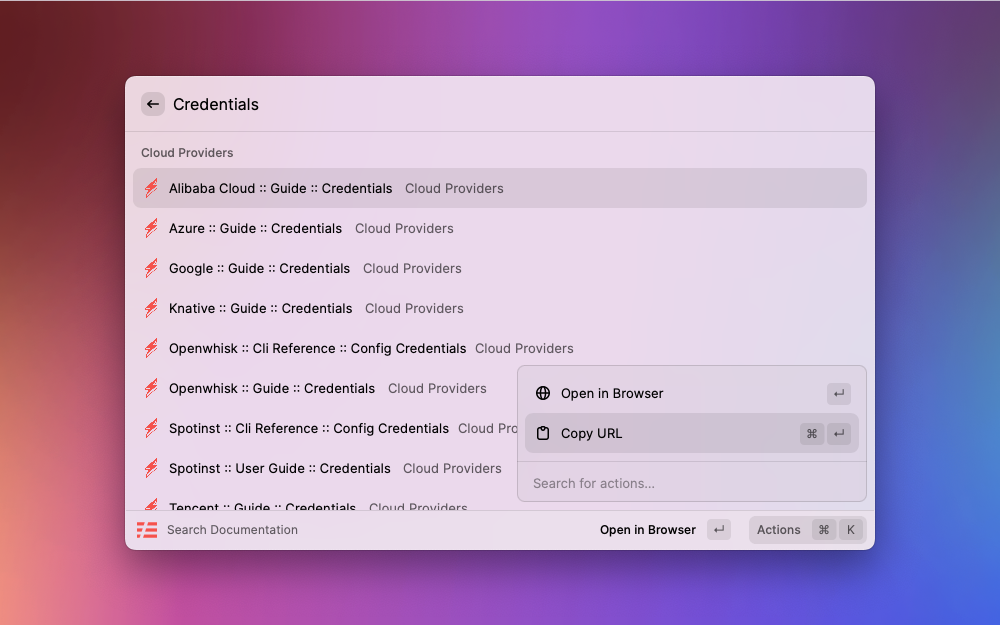 Credentials
Cloud Providers
Alibaba Cloud :: Guide :: Credentials Cloud Providers
Azure :: Guide :: Credentials Cloud Providers
Google :: Guide :: Credentials Cloud Providers
Knative :: Guide :: Credentials Cloud Providers
Openwhisk :: Cli Reference :: Config Credentials Cloud Providers
Openwhisk :: Guide :: Credentials Cloud Providers
Spotinst :: Cli Reference :: Config Credentials Cloud Pro
Spotinst :: User Guide :: Credentials Cloud Providers
Tencent :: Guide :: Credentials Cloud Providers
Open in Browser ↵
Copy URL ⌘ ↵
Search for actions...
Search Documentation
Open in Browser ↵ Actions ⌘ K